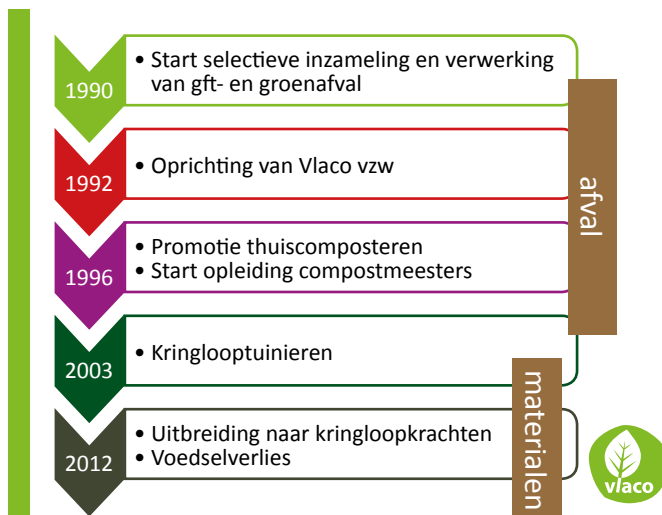 1990
• Start selectieve inzameling en verwerking
van gft- en groenafval
1992
• Oprichting van Vlaco vzw
1996
• Promotie thuiscomposteren
• Start opleiding compostmeesters
2003
• Kringlooptuinieren
2012
• Uitbreiding naar kringloopkrachten
• Voedselverlies
afval
materialen
vlaco